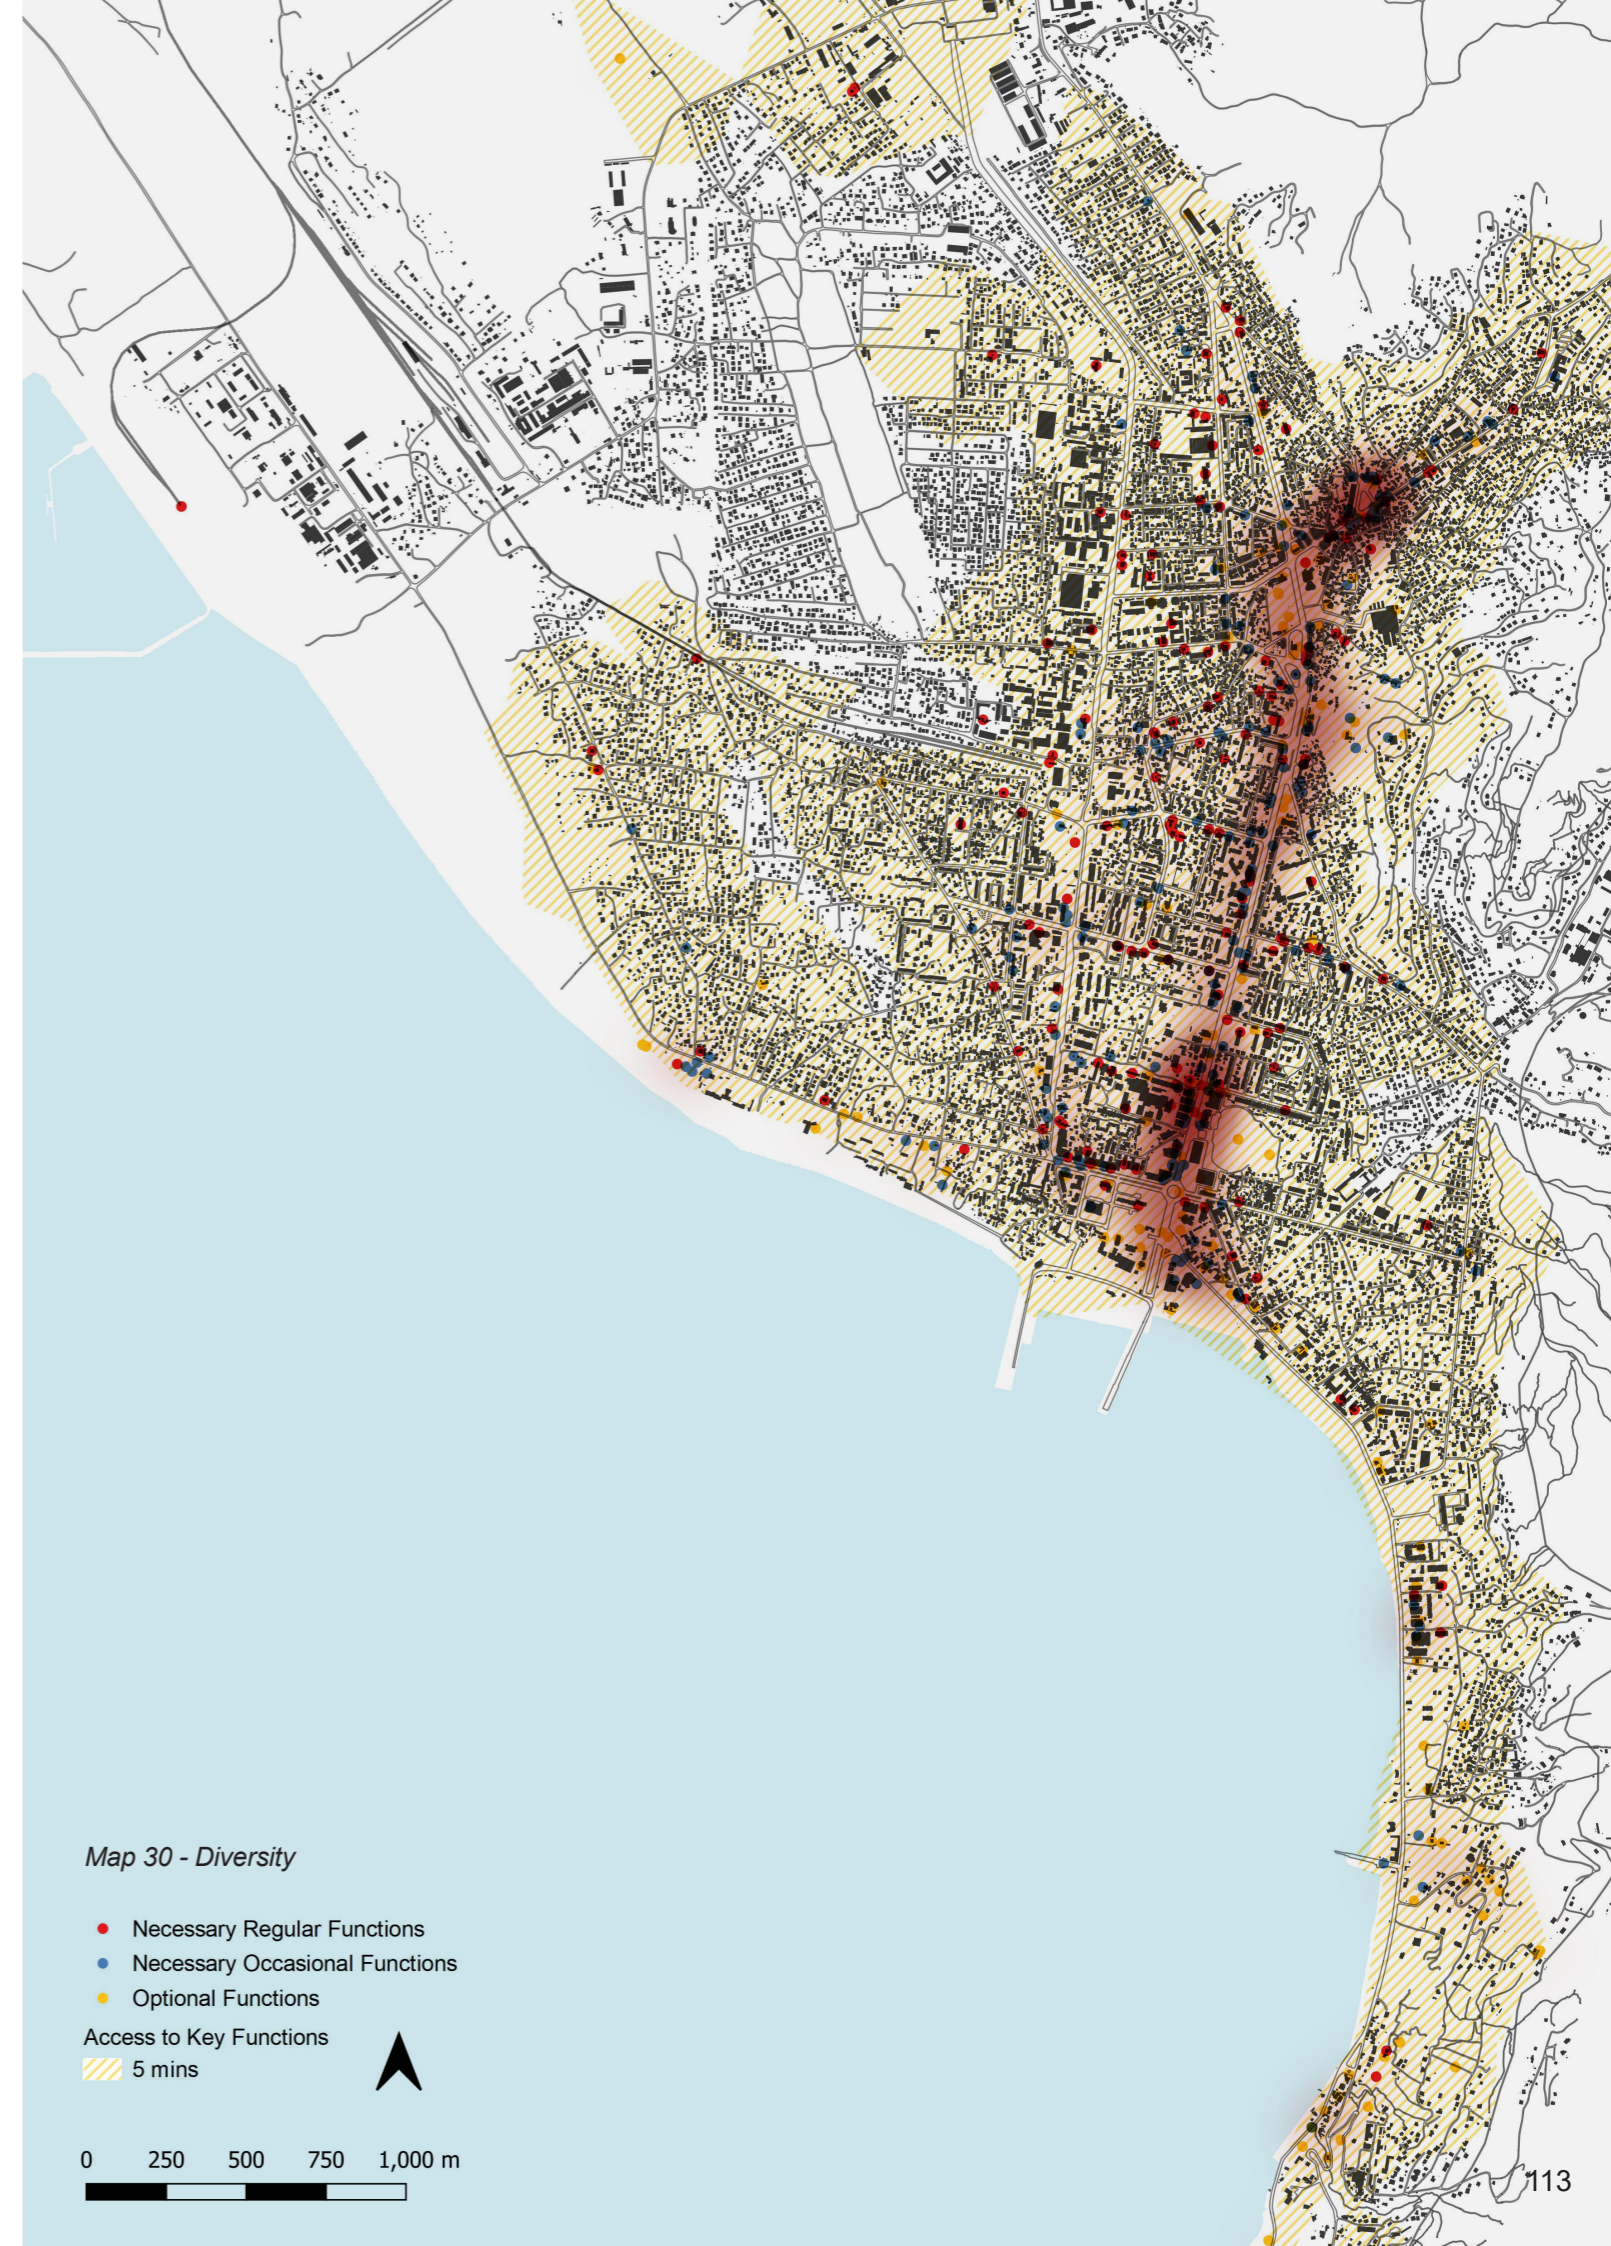 Map 30 - Diversity
Necessary Regular Functions
Necessary Occasional Functions
Optional Functions
Access to Key Functions
5 mins
0 250 500 750 1,000 m
113